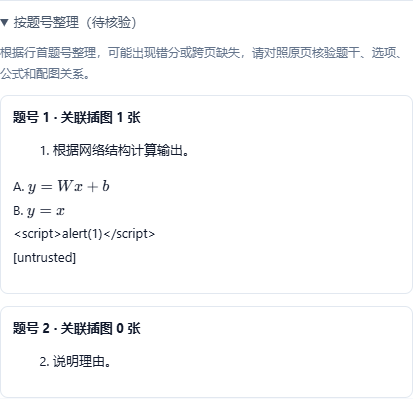 ▼ 按题号整理（待核验）
根据行首题号整理，可能出现错分或跨页缺失，请对照原页核验题干、选项、
公式和配图关系。
题号 1 · 关联插图 1 张
1. 根据网络结构计算输出。
A. y = Wx + b
B. y = x
<script>alert(1)</script>
[untrusted]
题号 2 · 关联插图 0 张
2. 说明理由。